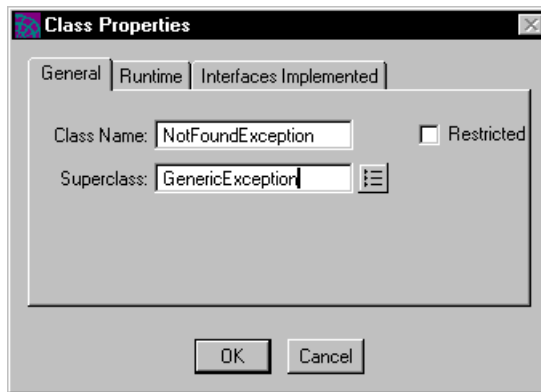 Class Properties
General Runtime Interfaces Implemented
Class Name: NotFoundException Restricted
Superclass: GenericException
OK Cancel